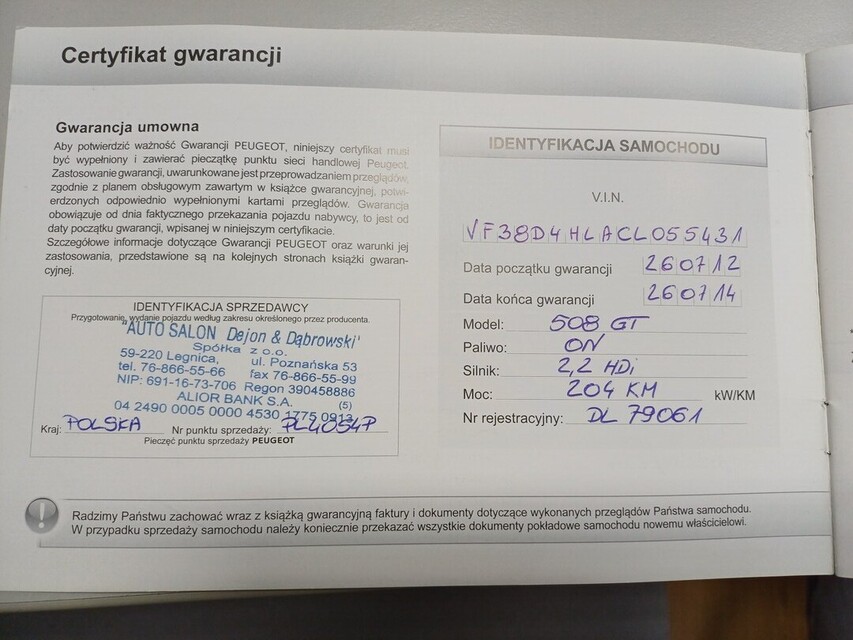 Certyfikat gwarancji
Gwarancja umowna
Aby potwierdzić ważność Gwarancji PEUGEOT, niniejszy certyfikat musi
być wypełniony i zawierać pieczątkę punktu sieci handlowej Peugeot.
Zastosowanie gwarancji, uwarunkowane jest przeprowadzaniem przeglądów,
zgodnie z planem obsługowym zawartym w książce gwarancyjnej, potwi-
erdzonych odpowiednio wypełnionymi kartami przeglądów. Gwarancja
obowiązuje od dnia faktycznego przekazania pojazdu nabywcy, to jest od
daty początku gwarancji, wpisanej w niniejszym certyfikacie.
Szczegółowe informacje dotyczące Gwarancji PEUGEOT oraz warunki jej
zastosowania, przedstawione są na kolejnych stronach książki gwaran-
cyjnej.
IDENTYFIKACJA SPRZEDAWCY
Przygotowanie, wydanie pojazdu według zakresu określonego przez producenta.
"AUTO SALON Dejon & Dąbrowski'
Spółka z o.o.
59-220 Legnica, ul. Poznańska 53
tel. 76-866-55-66 fax 76-866-55-99
NIP: 691-16-73-706 Regon 390458886
ALIOR BANK S.A. (5)
04 2490 0005 0000 4530 1775 0913
Kraj: POLSKA Nr punktu sprzedaży: PL4054P
Pieczęć punktu sprzedaży PEUGEOT
IDENTYFIKACJA SAMOCHODU
V.I.N.
VF38D4HLACL055431
Data początku gwarancji 260712
Data końca gwarancji 260714
Model: 508 GT
Paliwo: ON
Silnik: 2,2 HDi
Moc: 204 KM kW/KM
Nr rejestracyjny: DL 79061
Radzimy Państwu zachować wraz z książką gwarancyjną faktury i dokumenty dotyczące wykonanych przeglądów Państwa samochodu.
W przypadku sprzedaży samochodu należy koniecznie przekazać wszystkie dokumenty pokładowe samochodu nowemu właścicielowi.